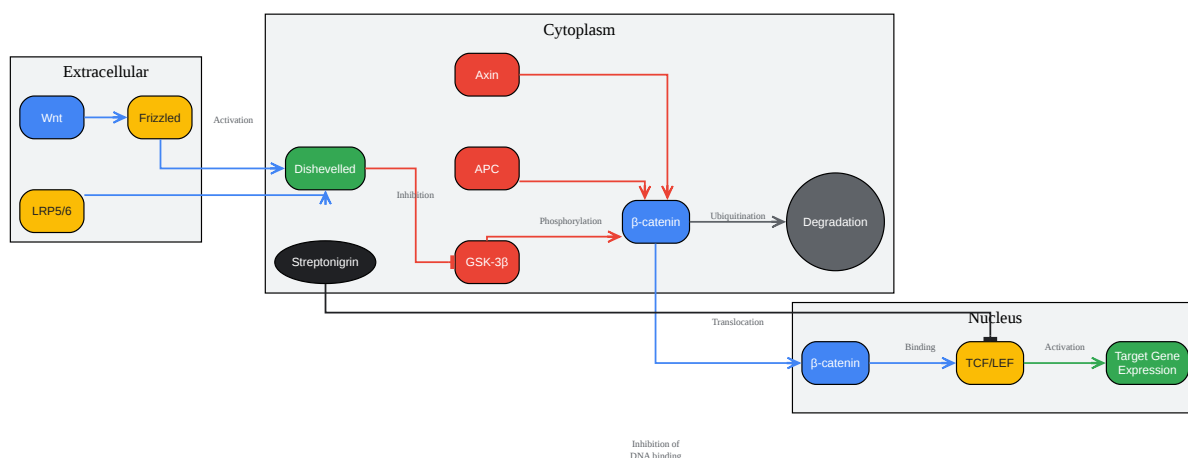 Cytoplasm
Extracellular
Wnt
Frizzled
Activation
LRP5/6
Axin
Dishevelled
APC
Inhibition
Phosphorylation
β-catenin
Ubiquitination
Degradation
Streptonigrin
GSK-3β
Translocation
Nucleus
β-catenin
Binding
TCF/LEF
Activation
Target Gene
Expression
Inhibition of
DNA binding